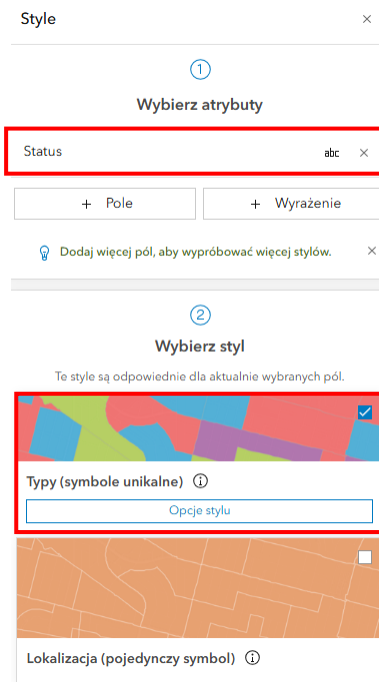 Style
1
Wybierz atrybuty
Status abc
+ Pole + Wyrażenie
Dodaj więcej pól, aby wypróbować więcej stylów.
2
Wybierz styl
Te style są odpowiednie dla aktualnie wybranych pól.
Typy (symbole unikalne)
Opcje stylu
Lokalizacja (pojedynczy symbol)